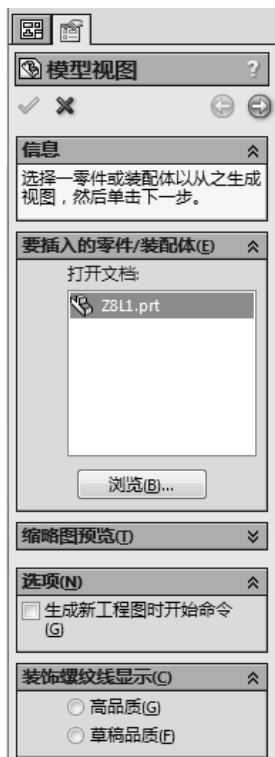 模型视图
?
信息
选择一零件或装配体以从之生成
视图，然后单击下一步。
要插入的零件/装配体(E)
打开文档:
Z8L1.prt
浏览(B)...
缩略图预览(T)
选项(N)
生成新工程图时开始命令
(G)
装饰螺纹线显示(C)
高品质(G)
草稿品质(F)